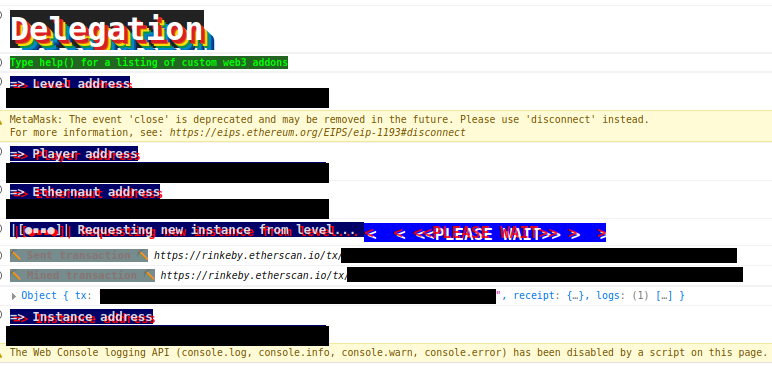 Delegation
Type help() for a listing of custom web3 addons
=> Level address
MetaMask: The event 'close' is deprecated and may be removed in the future. Please use 'disconnect' instead.
For more information, see: https://eips.ethereum.org/EIPS/eip-1193#disconnect
=> Player address
=> Ethernaut address
|[●▪▪●]| Requesting new instance from level... < < <<PLEASE WAIT>> > >
Sent transaction https://rinkeby.etherscan.io/tx/
Mined transaction https://rinkeby.etherscan.io/tx/
Object { tx: ", receipt: {…}, logs: (1) […] }
=> Instance address
The Web Console logging API (console.log, console.info, console.warn, console.error) has been disabled by a script on this page.